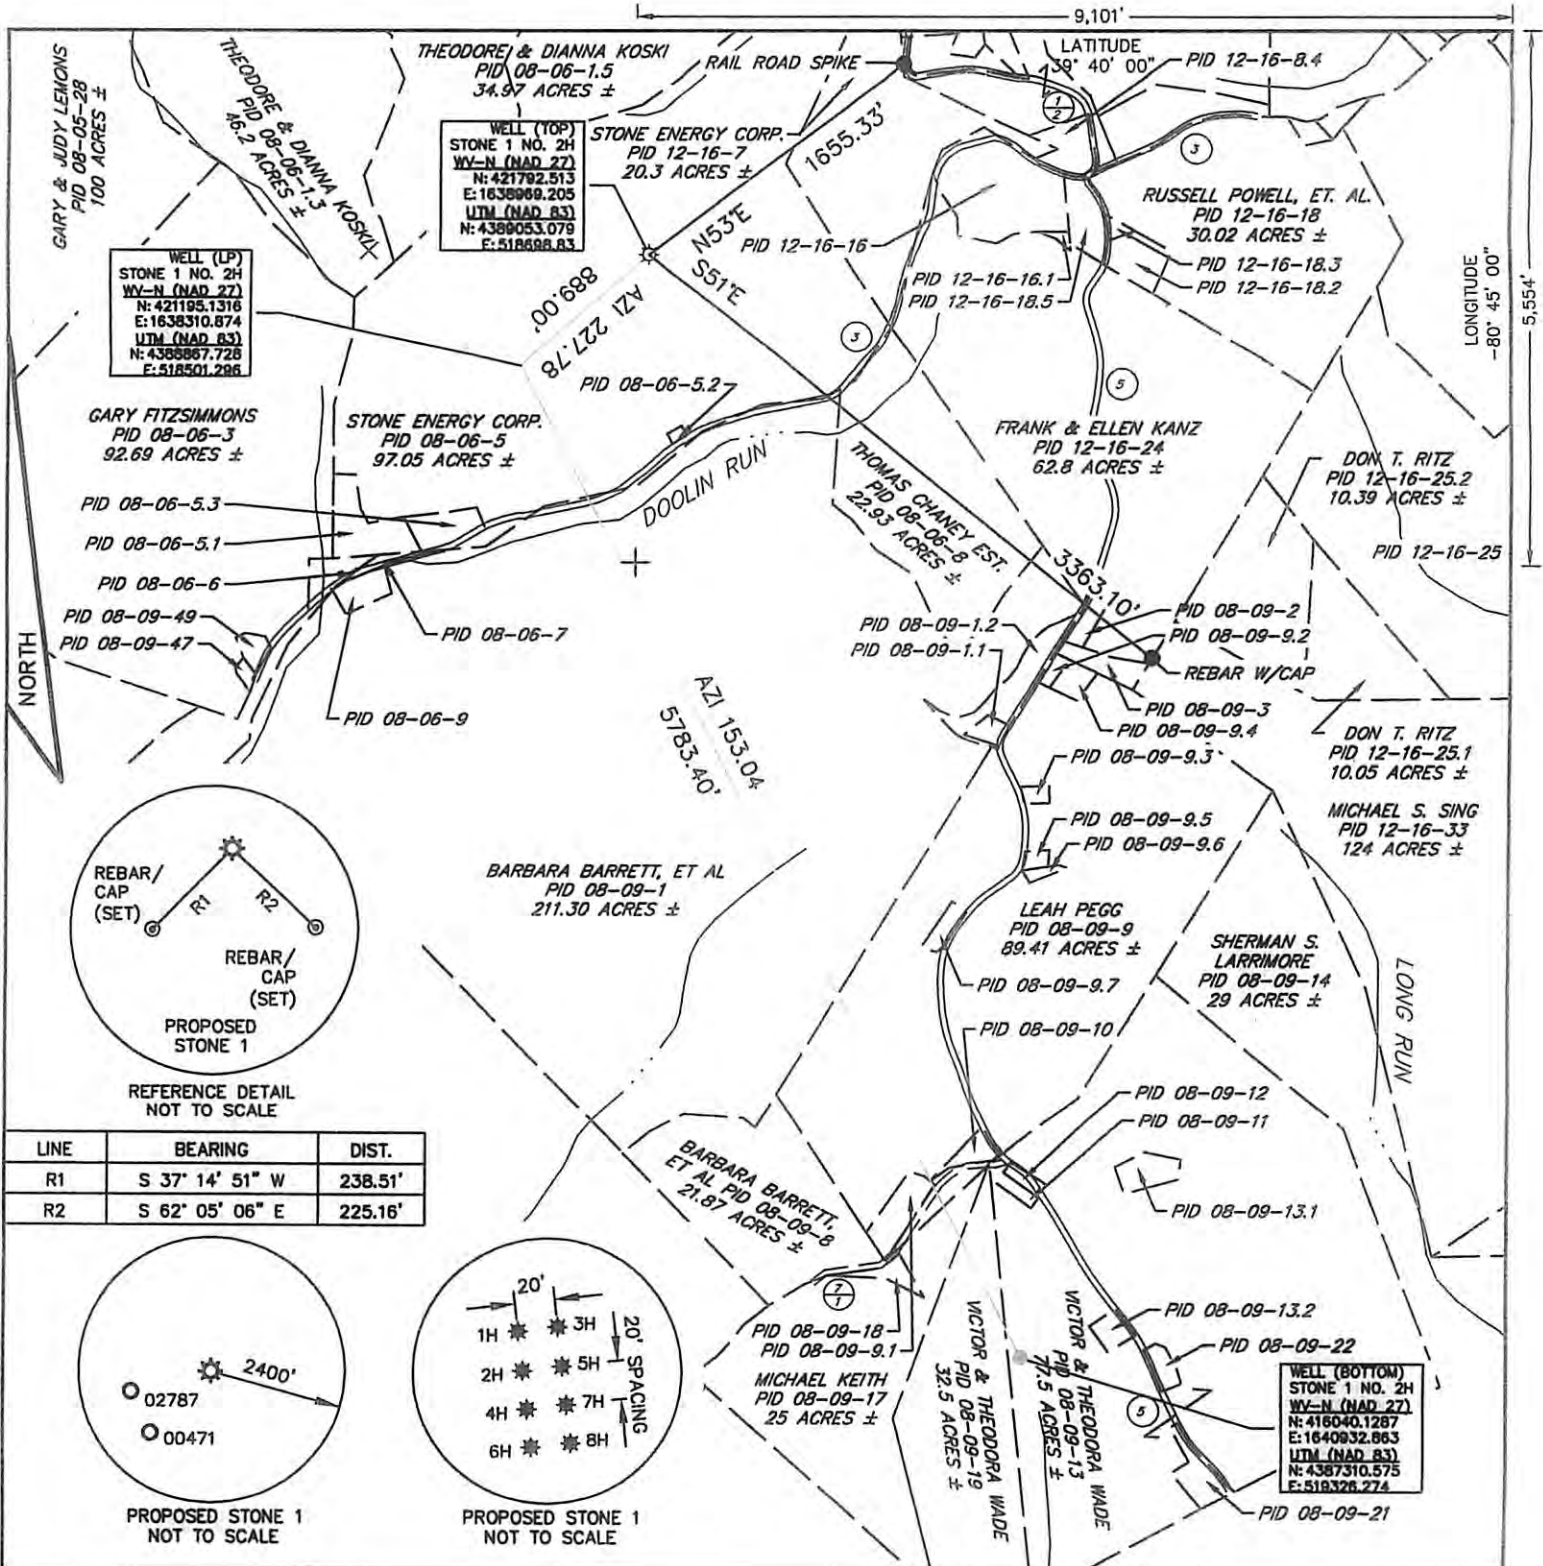 9,101'
LATITUDE
39° 40' 00"
5,554'
LONGITUDE
-80° 45' 00"
GARY & JUDY LEMONS
PID 08-05-28
100 ACRES ±
THEODORE & DIANNA KOSKI
PID 08-06-1.3
46.2 ACRES ±
THEODORE & DIANNA KOSKI
PID 08-06-1.5
34.97 ACRES ±
RAIL ROAD SPIKE
PID 12-16-8.4
1
2
WELL (TOP)
STONE 1 NO. 2H
WV-N (NAD 27)
N: 421792.513
E: 1638969.205
UTM (NAD 83)
N: 4389053.079
E: 518698.83
STONE ENERGY CORP.
PID 12-16-7
20.3 ACRES ±
1655.33'
N53°E
S51°E
3
RUSSELL POWELL, ET. AL.
PID 12-16-18
30.02 ACRES ±
PID 12-16-16
PID 12-16-16.1
PID 12-16-18.5
PID 12-16-18.3
PID 12-16-18.2
WELL (LP)
STONE 1 NO. 2H
WV-N (NAD 27)
N: 421195.1316
E: 1638310.874
UTM (NAD 83)
N: 4388867.728
E: 518501.296
889.00'
AZI 227.78
3
5
PID 08-06-5.2
GARY FITZSIMMONS
PID 08-06-3
92.69 ACRES ±
STONE ENERGY CORP.
PID 08-06-5
97.05 ACRES ±
DOOLIN RUN
THOMAS CHANEY EST.
PID 08-06-8
22.93 ACRES ±
FRANK & ELLEN KANZ
PID 12-16-24
62.8 ACRES ±
DON T. RITZ
PID 12-16-25.2
10.39 ACRES ±
PID 12-16-25
PID 08-06-5.3
PID 08-06-5.1
PID 08-06-6
PID 08-09-49
PID 08-09-47
PID 08-06-7
PID 08-06-9
NORTH
3363.10'
PID 08-09-1.2
PID 08-09-1.1
PID 08-09-2
PID 08-09-9.2
REBAR W/CAP
PID 08-09-3
PID 08-09-9.4
PID 08-09-9.3
DON T. RITZ
PID 12-16-25.1
10.05 ACRES ±
AZI 153.04
5783.40'
MICHAEL S. SING
PID 12-16-33
124 ACRES ±
PID 08-09-9.5
PID 08-09-9.6
BARBARA BARRETT, ET AL
PID 08-09-1
211.30 ACRES ±
LEAH PEGG
PID 08-09-9
89.41 ACRES ±
SHERMAN S.
LARRIMORE
PID 08-09-14
29 ACRES ±
LONG RUN
PID 08-09-9.7
PID 08-09-10
REBAR/
CAP
(SET)
R1
R2
REBAR/
CAP
(SET)
PROPOSED
STONE 1
REFERENCE DETAIL
NOT TO SCALE
LINE BEARING DIST.
R1 S 37° 14' 51" W 238.51'
R2 S 62° 05' 06" E 225.16'
PID 08-09-12
PID 08-09-11
PID 08-09-13.1
BARBARA BARRETT,
ET AL PID 08-09-8
21.87 ACRES ±
7
1
PID 08-09-18
PID 08-09-9.1
MICHAEL KEITH
PID 08-09-17
25 ACRES ±
VICTOR & THEODORA WADE
PID 08-09-19
32.5 ACRES ±
VICTOR & THEODORA WADE
PID 08-09-13
77.5 ACRES ±
PID 08-09-13.2
PID 08-09-22
5
WELL (BOTTOM)
STONE 1 NO. 2H
WV-N (NAD 27)
N: 416040.1287
E: 1640932.863
UTM (NAD 83)
N: 4387310.575
E: 519326.274
PID 08-09-21
2400'
02787
00471
PROPOSED STONE 1
NOT TO SCALE
20'
1H 3H
2H 5H
4H 7H
6H 8H
20' SPACING
PROPOSED STONE 1
NOT TO SCALE